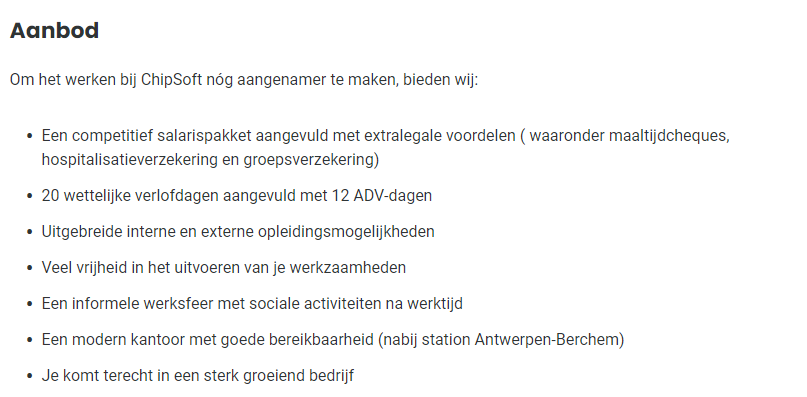 Aanbod
Om het werken bij ChipSoft nóg aangenamer te maken, bieden wij:
• Een competitief salarispakket aangevuld met extralegale voordelen ( waaronder maaltijdcheques,
hospitalisatieverzekering en groepsverzekering)
• 20 wettelijke verlofdagen aangevuld met 12 ADV-dagen
• Uitgebreide interne en externe opleidingsmogelijkheden
• Veel vrijheid in het uitvoeren van je werkzaamheden
• Een informele werksfeer met sociale activiteiten na werktijd
• Een modern kantoor met goede bereikbaarheid (nabij station Antwerpen-Berchem)
• Je komt terecht in een sterk groeiend bedrijf